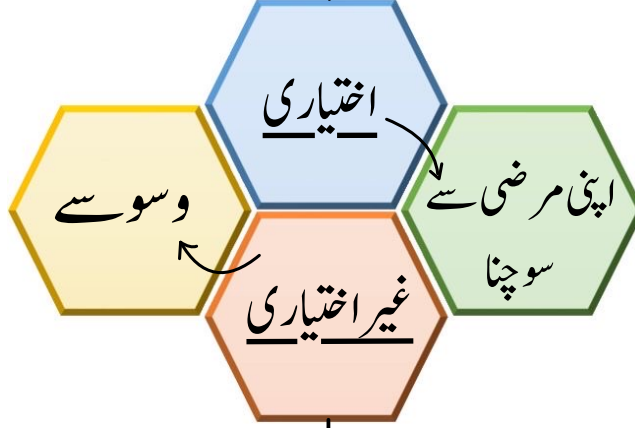 اختیاری
اپنی مرضی سے
سوچنا
وسوسے
غیر اختیاری